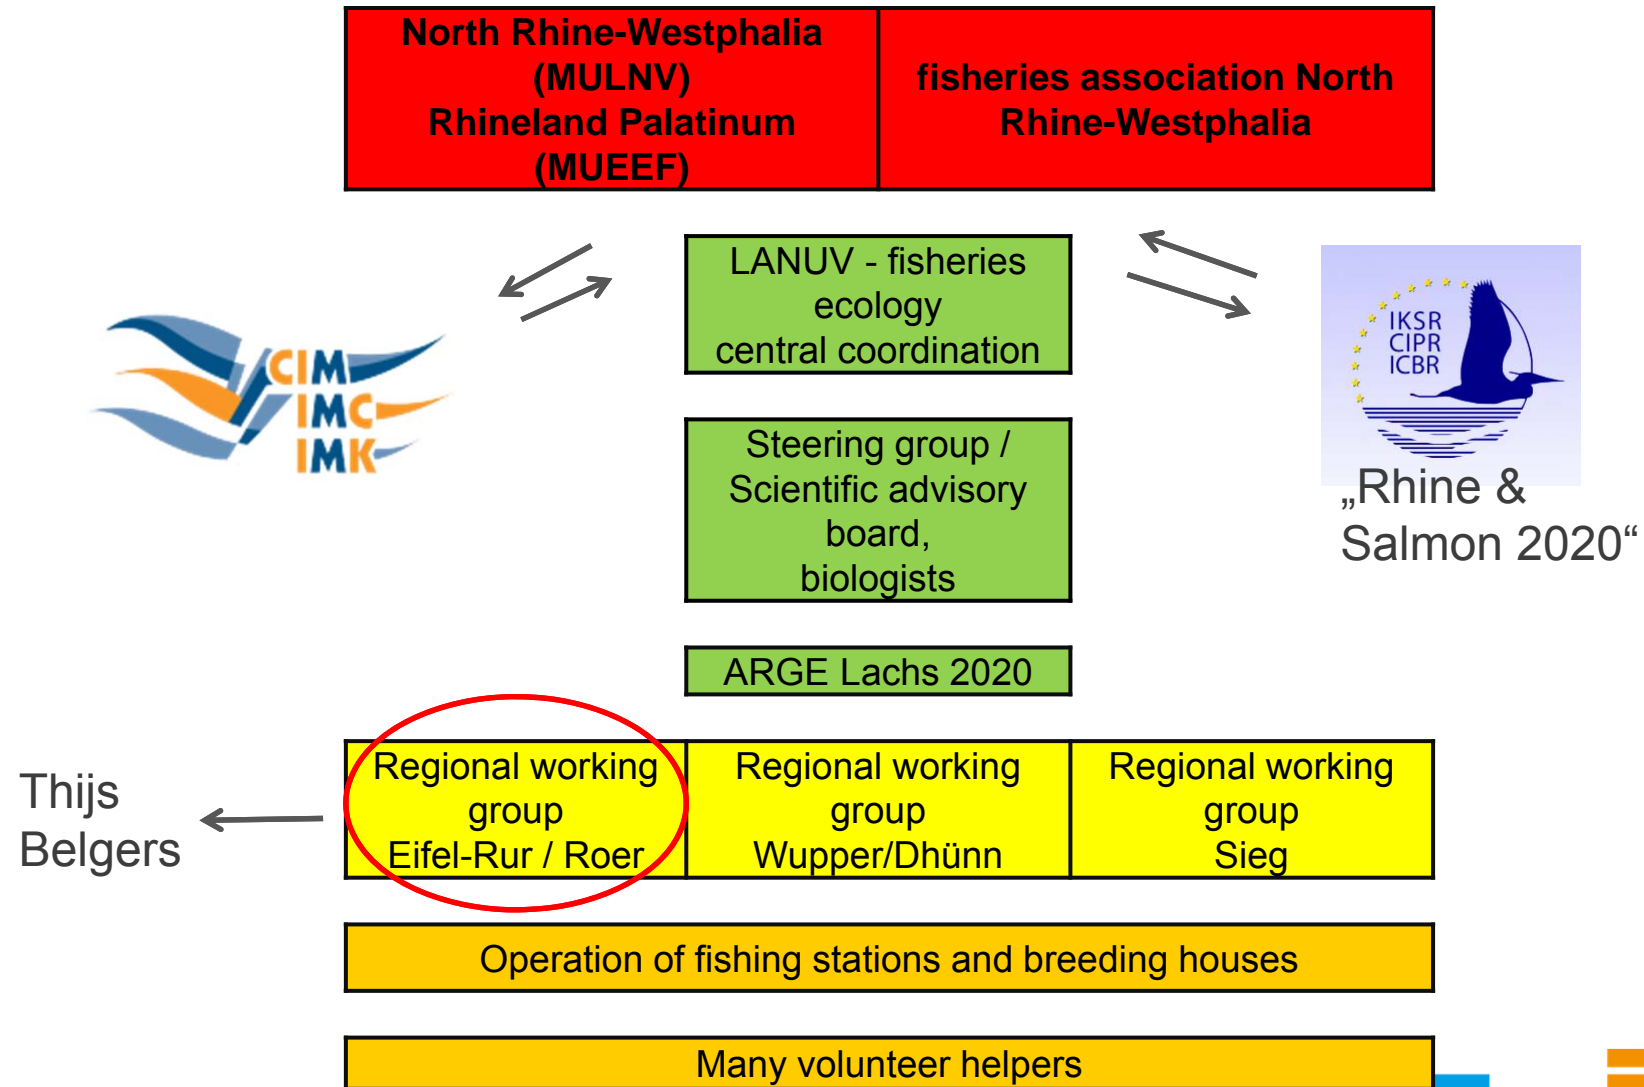 North Rhine-Westphalia
(MULNV)
Rhineland Palatinum
(MUEEF)
fisheries association North
Rhine-Westphalia
LANUV - fisheries
ecology
central coordination
CIM
IMC
IMK
IKSR
CIPR
ICBR
„Rhine &
Salmon 2020“
Steering group /
Scientific advisory
board,
biologists
ARGE Lachs 2020
Thijs
Belgers
Regional working
group
Eifel-Rur / Roer
Regional working
group
Wupper/Dhünn
Regional working
group
Sieg
Operation of fishing stations and breeding houses
Many volunteer helpers